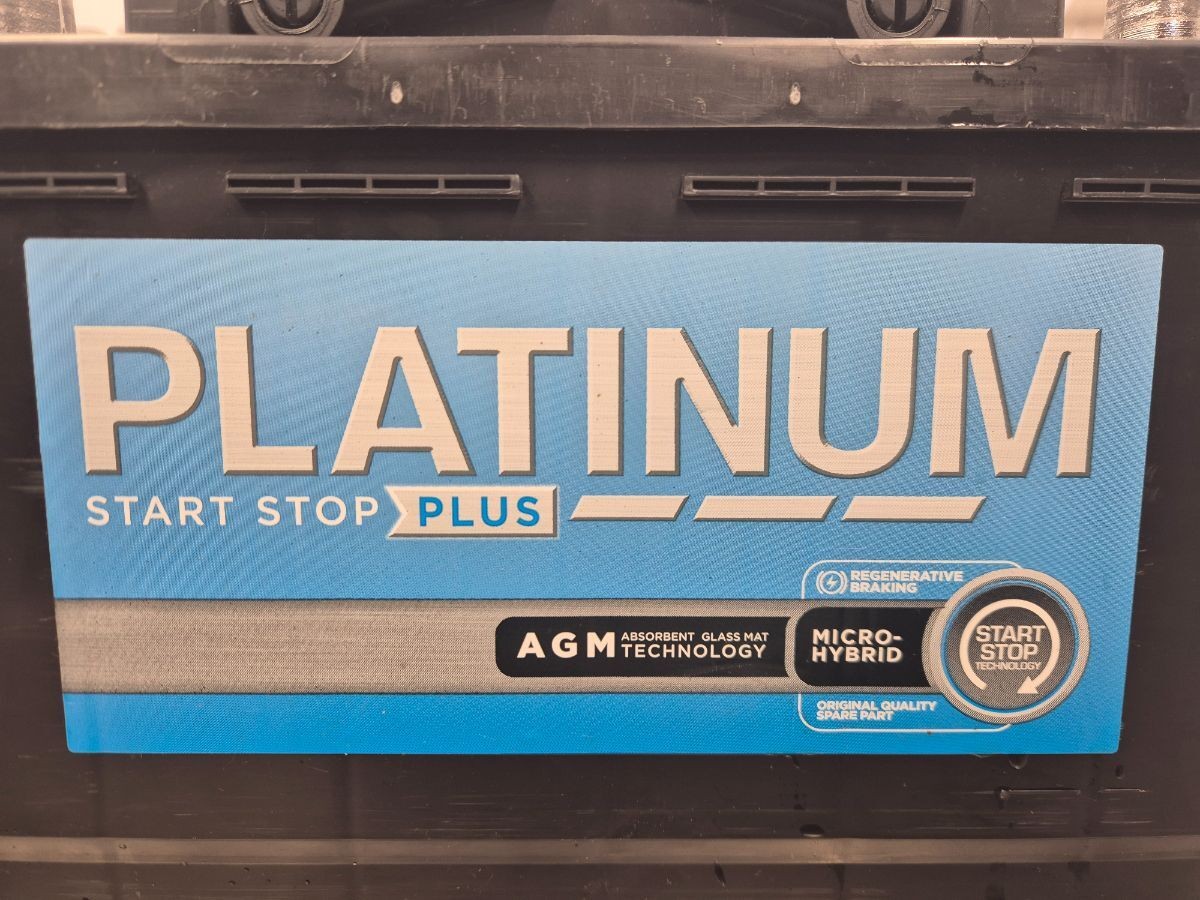 PLATINUM
START STOP PLUS
REGENERATIVE
BRAKING
AGM ABSORBENT GLASS MAT
TECHNOLOGY
MICRO-
HYBRID
START
STOP
TECHNOLOGY
ORIGINAL QUALITY
SPARE PART